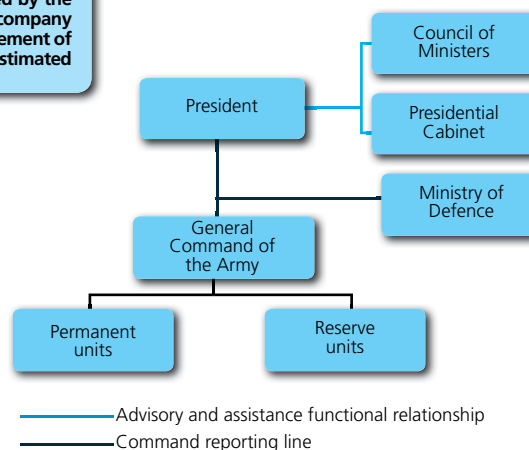 ed by the
company
ement of
stimated
Council of
Ministers
President
Presidential
Cabinet
Ministry of
Defence
General
Command of
the Army
Permanent
units
Reserve
units
Advisory and assistance functional relationship
Command reporting line